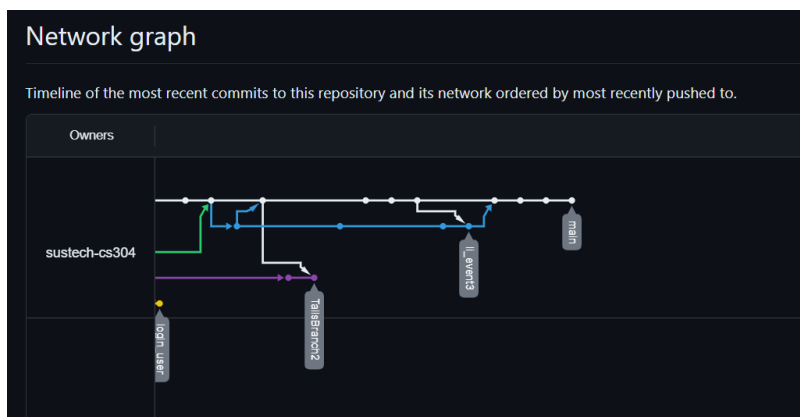 Network graph
Timeline of the most recent commits to this repository and its network ordered by most recently pushed to.
Owners
sustech-cs304
main
li_event3
TailsBranch2
login_user